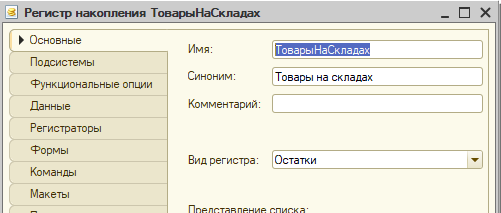 Регистр накопления ТоварыНаСкладах
Основные
Подсистемы
Функциональные опции
Данные
Регистраторы
Формы
Команды
Макеты
Имя: ТоварыНаСкладах
Синоним: Товары на складах
Комментарий:
Вид регистра: Остатки
Представление списка: